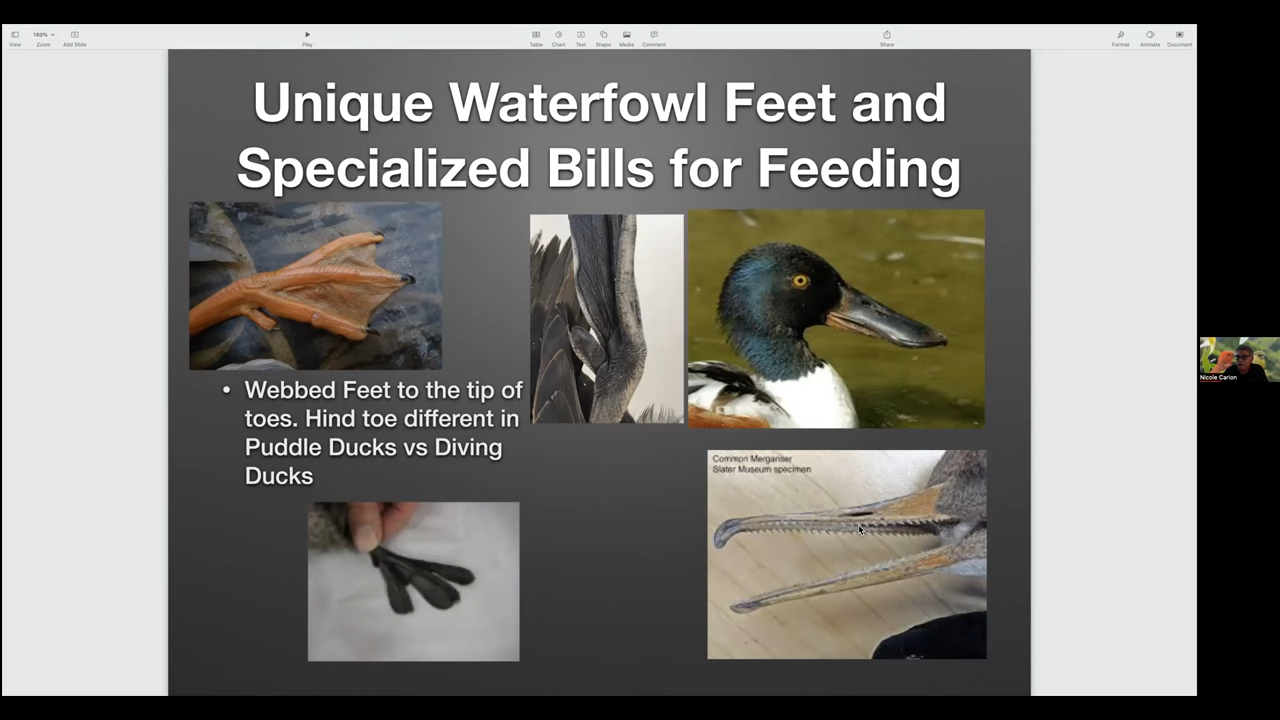 180%
View
Zoom
Add Slide
Play
Table
Chart
Text
Shape
Media
Comment
Share
Format
Animate
Document
Unique Waterfowl Feet and
Specialized Bills for Feeding
• Webbed Feet to the tip of
toes. Hind toe different in
Puddle Ducks vs Diving
Ducks
Common Merganser
Slater Museum specimen
Nicole Carion